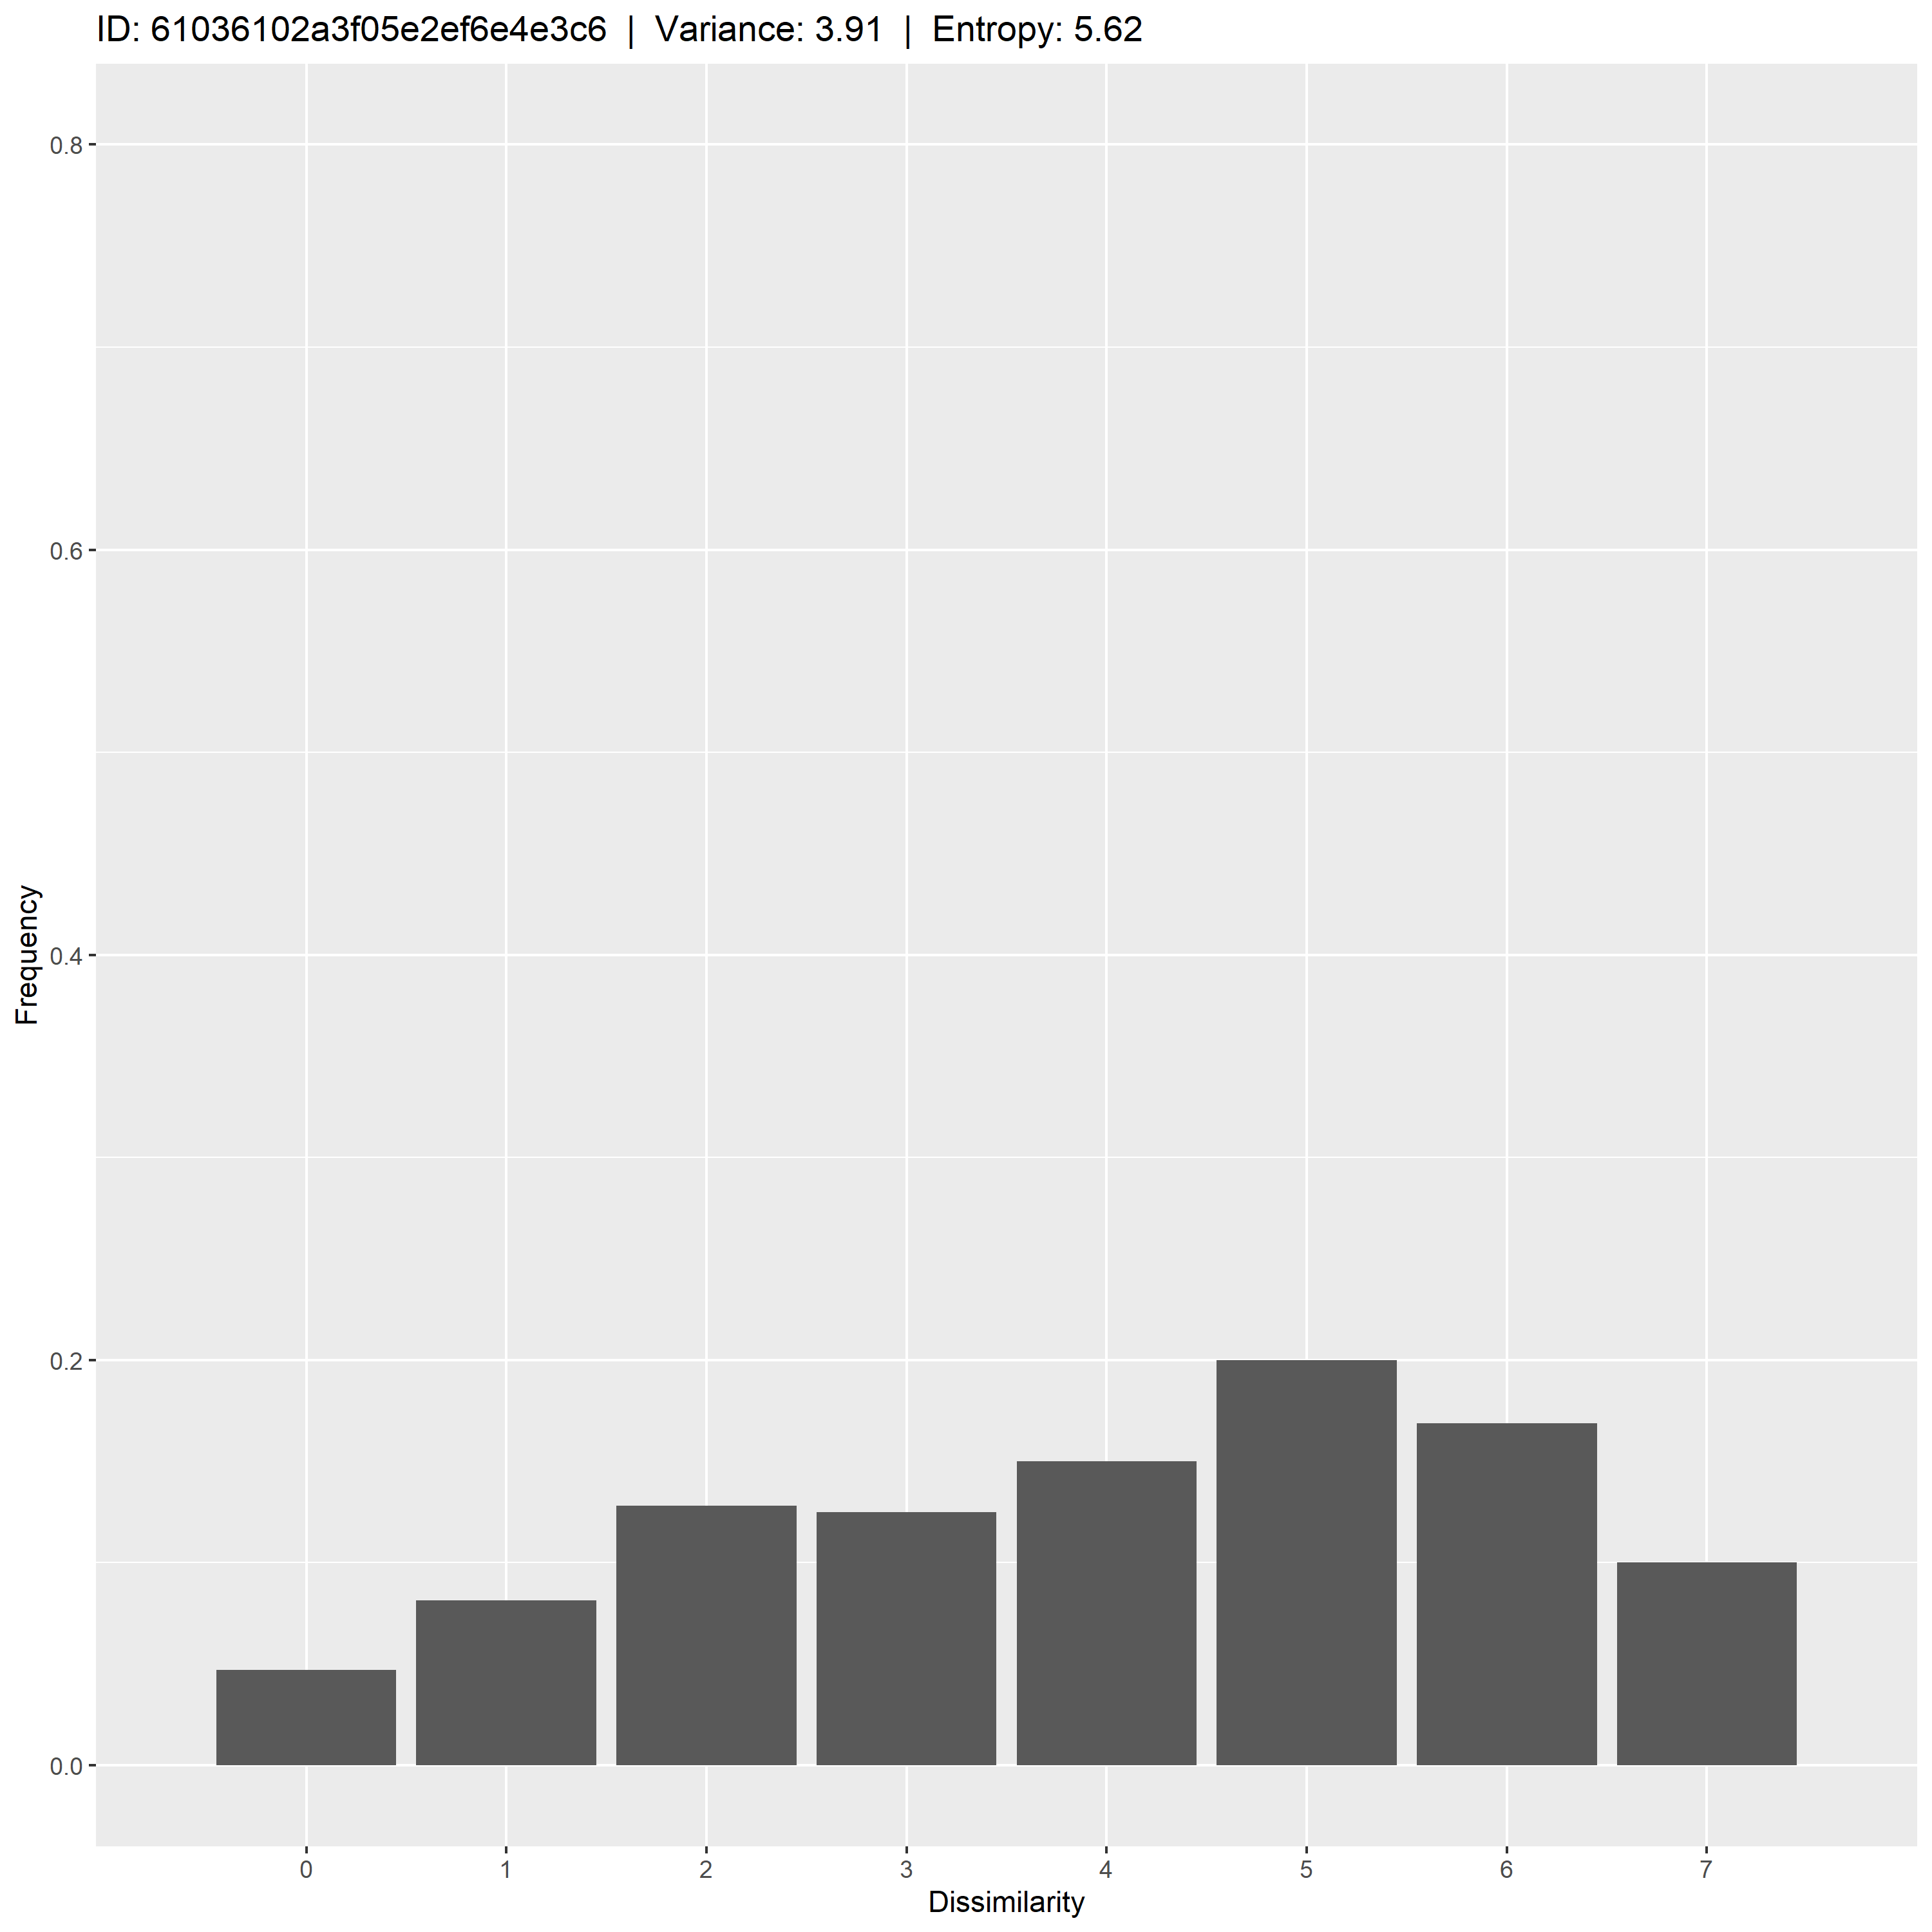 ID: 61036102a3f05e2ef6e4e3c6 | Variance: 3.91 | Entropy: 5.62
Frequency
0.8
0.6
0.4
0.2
0.0
0 1 2 3 4 5 6 7
Dissimilarity